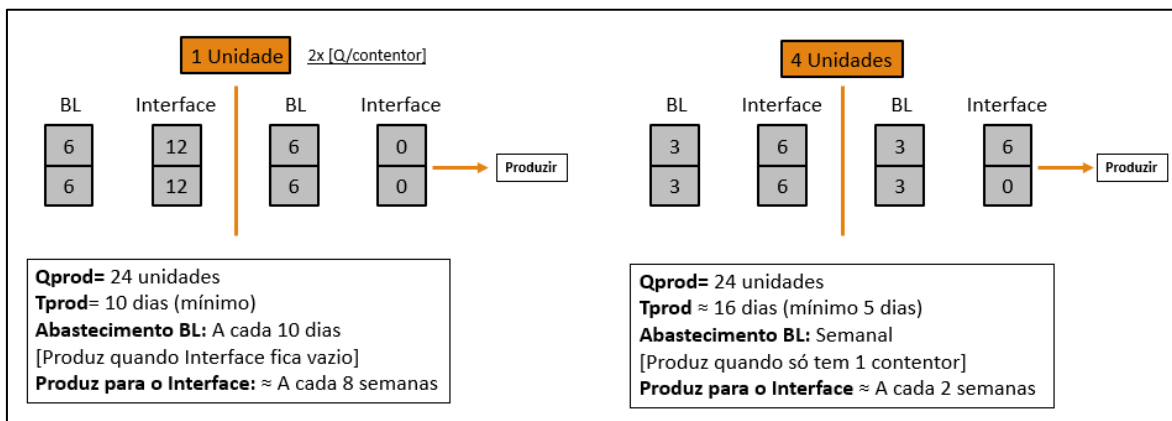 1 Unidade
2x [Q/contentor]
BL Interface BL Interface
6 12 6 0
6 12 6 0
Produzir
Qprod= 24 unidades
Tprod= 10 dias (mínimo)
Abastecimento BL: A cada 10 dias
[Produz quando Interface fica vazio]
Produz para o Interface: ≈ A cada 8 semanas
4 Unidades
BL Interface BL Interface
3 6 3 6
3 6 3 0
Produzir
Qprod= 24 unidades
Tprod ≈ 16 dias (mínimo 5 dias)
Abastecimento BL: Semanal
[Produz quando só tem 1 contentor]
Produz para o Interface ≈ A cada 2 semanas